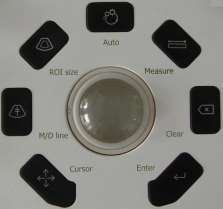 Auto
ROI size
Measure
M/D line
Clear
Cursor
Enter